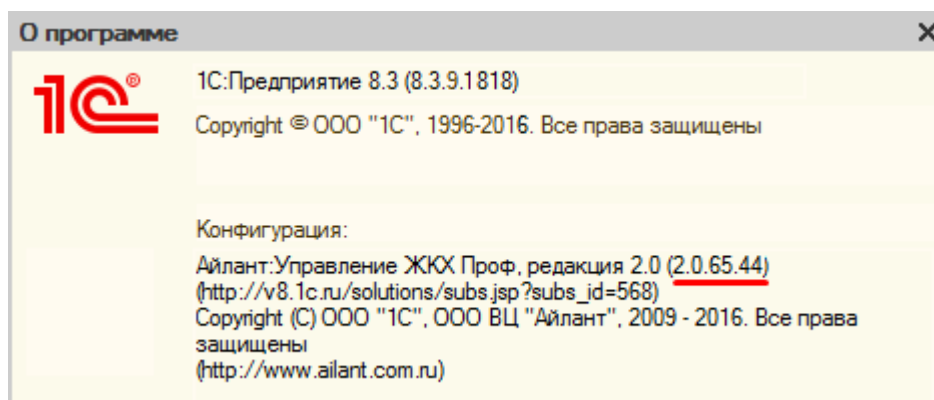 О программе
1С®
1С:Предприятие 8.3 (8.3.9.1818)
Copyright © ООО "1С", 1996-2016. Все права защищены
Конфигурация:
Айлант:Управление ЖКХ Проф, редакция 2.0 (2.0.65.44)
(http://v8.1c.ru/solutions/subs.jsp?subs_id=568)
Copyright (C) ООО "1С", ООО ВЦ "Айлант", 2009 - 2016. Все права
защищены
(http://www.ailant.com.ru)